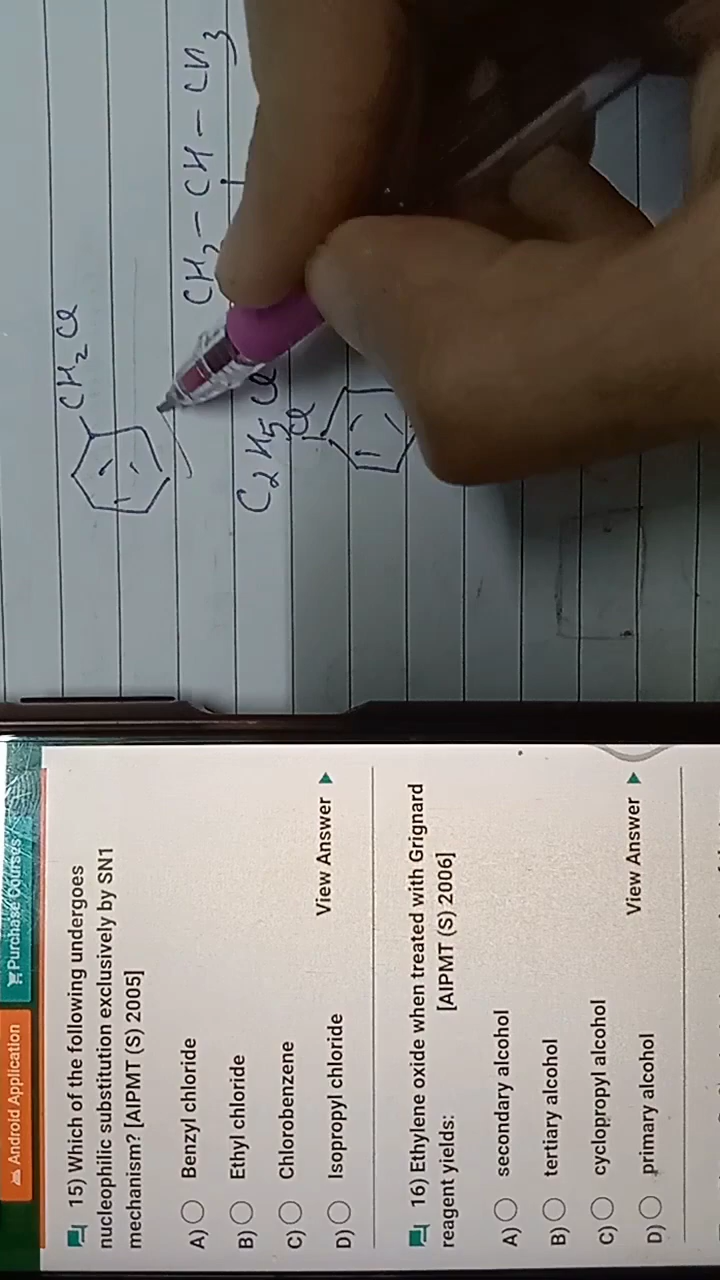 CH₂Cl
CH₃ – CH – CH₃
C₂H₅Cl
Cl
Android Application
Purchase Courses
15) Which of the following undergoes
nucleophilic substitution exclusively by SN1
mechanism? [AIPMT (S) 2005]
A) Benzyl chloride
B) Ethyl chloride
C) Chlorobenzene
D) Isopropyl chloride
View Answer
16) Ethylene oxide when treated with Grignard
reagent yields: [AIPMT (S) 2006]
A) secondary alcohol
B) tertiary alcohol
C) cyclopropyl alcohol
D) primary alcohol
View Answer